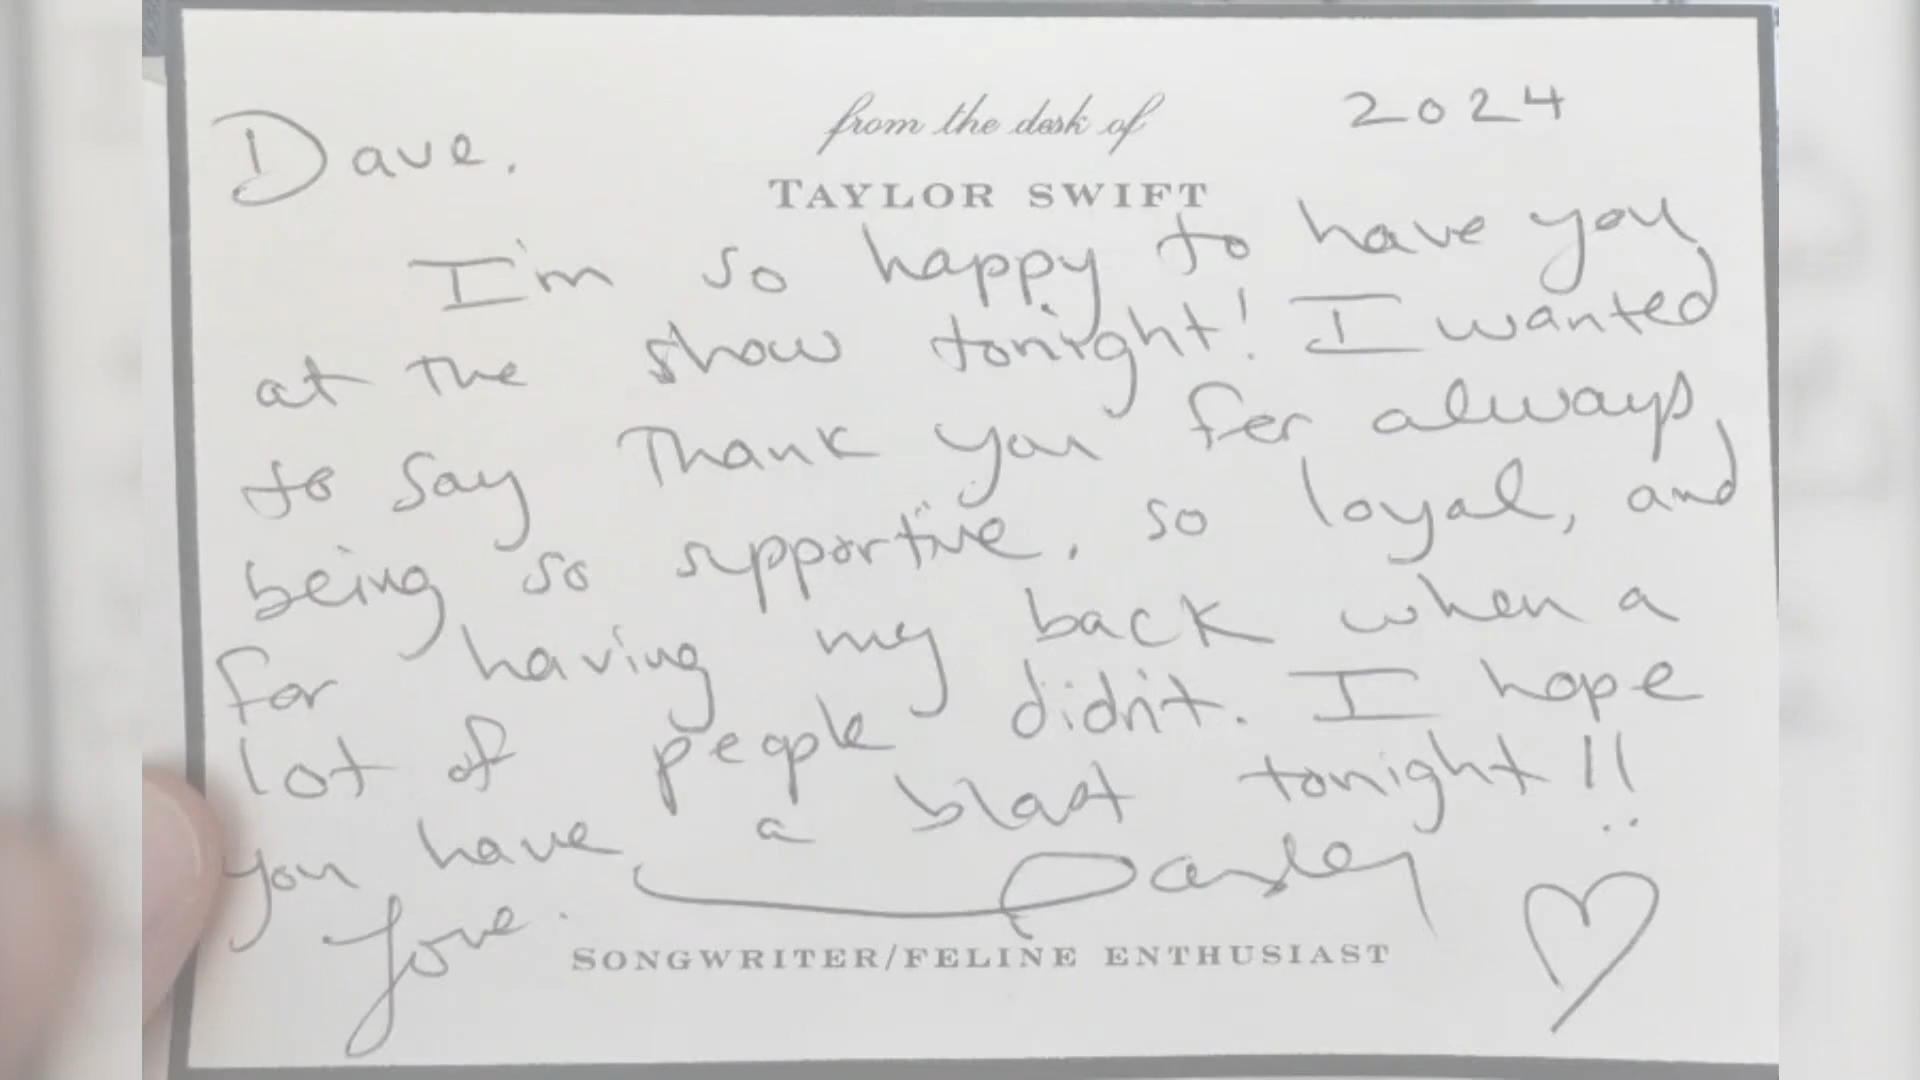 2024
from the desk of
Dave,
TAYLOR SWIFT
I'm so happy to have you
at the show tonight! I wanted
to say Thank you for always
being so supportive, so loyal, and
for having my back when a
lot of people didn't. I hope
you have a blast tonight!!
Love.
SONGWRITER/FELINE ENTHUSIAST